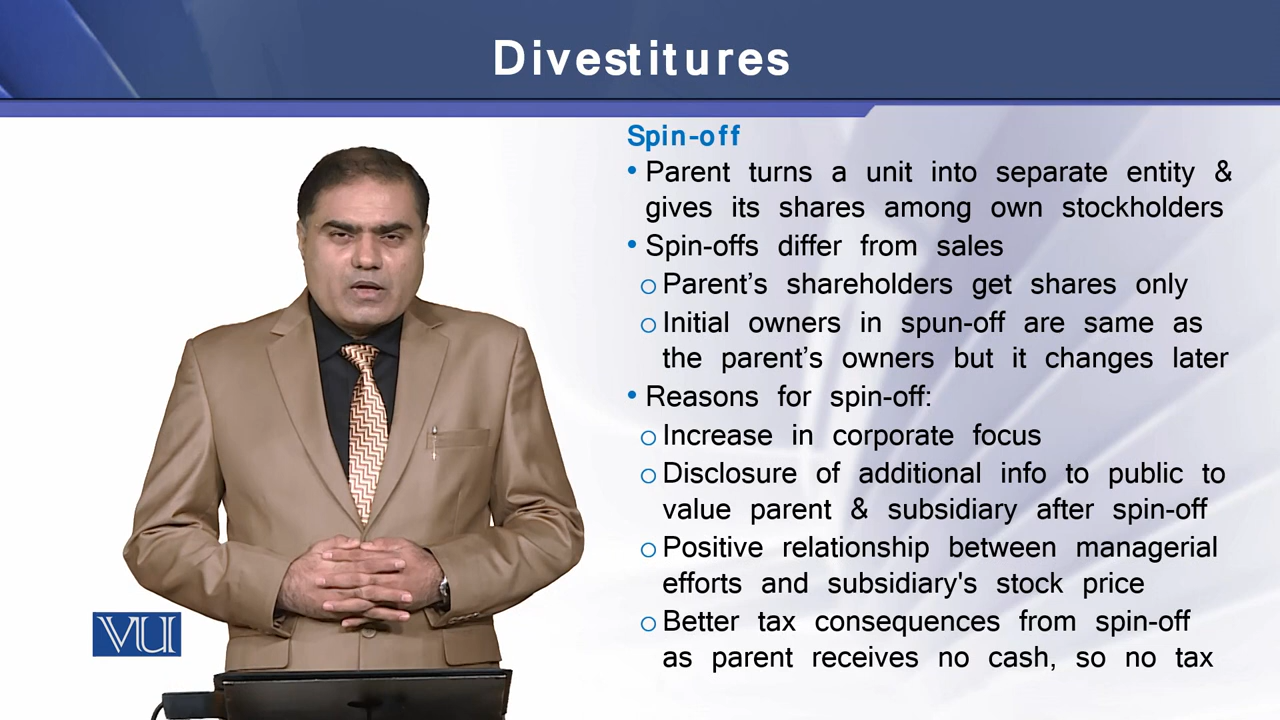 Divestitures
Spin-off
• Parent turns a unit into separate entity &
gives its shares among own stockholders
• Spin-offs differ from sales
o Parent's shareholders get shares only
o Initial owners in spun-off are same as
the parent’s owners but it changes later
• Reasons for spin-off:
o Increase in corporate focus
o Disclosure of additional info to public to
value parent & subsidiary after spin-off
o Positive relationship between managerial
efforts and subsidiary's stock price
o Better tax consequences from spin-off
as parent receives no cash, so no tax
VU